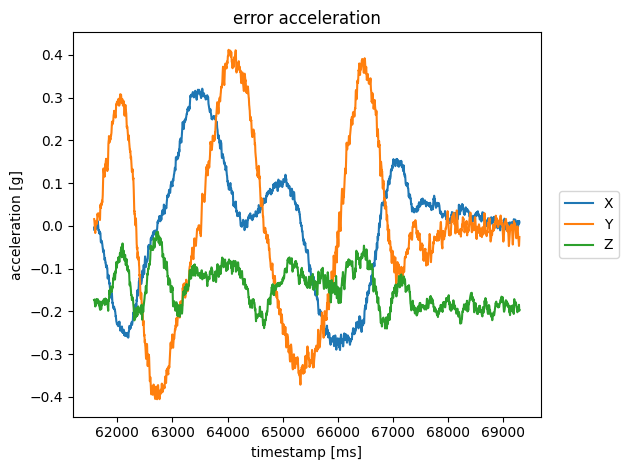 error acceleration
acceleration [g]
0.4
0.3
0.2
0.1
0.0
−0.1
−0.2
−0.3
−0.4
62000 63000 64000 65000 66000 67000 68000 69000
timestamp [ms]
X
Y
Z